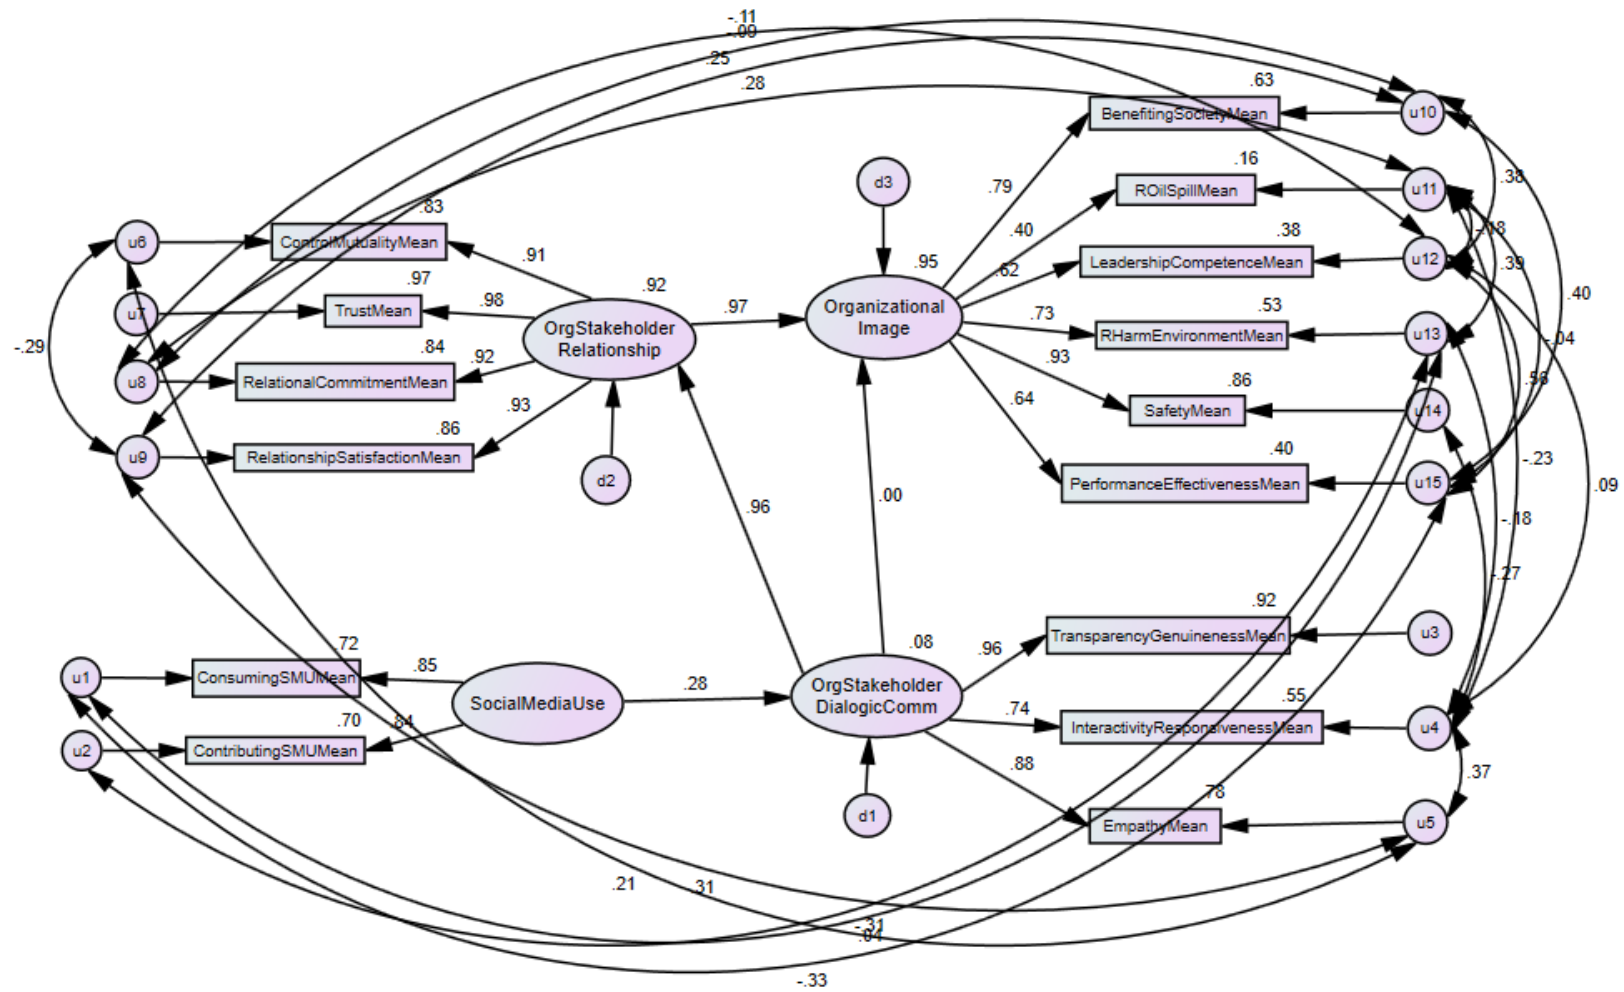 -.11
-.09
.25
.28
.63
BenefitingSocietyMean
u10
.38
.79
d3
.16
ROilSpillMean
u11
.40
-.18
.83
u6
ControlMutualityMean
.91
.38
LeadershipCompetenceMean
u12
.39
.62
.95
.97
.92
.40
u7
TrustMean
.98
OrgStakeholder
Relationship
.97
Organizational
Image
.73
.53
RHarmEnvironmentMean
u13
-.04
-.29
.84
.92
u8
RelationalCommitmentMean
.93
.86
.56
.93
.64
SafetyMean
u14
.86
u9
RelationshipSatisfactionMean
d2
.40
PerformanceEffectivenessMean
u15
-.23
.09
.00
.96
-.18
-.27
.92
.96
TransparencyGenuinenessMean
u3
.72
.08
u1
ConsumingSMUMean
.85
SocialMediaUse
.28
OrgStakeholder
DialogicComm
.55
.74
InteractivityResponsivenessMean
u4
.70
.84
u2
ContributingSMUMean
.88
.37
.78
d1
EmpathyMean
u5
.21
.31
-.31
.04
-.33